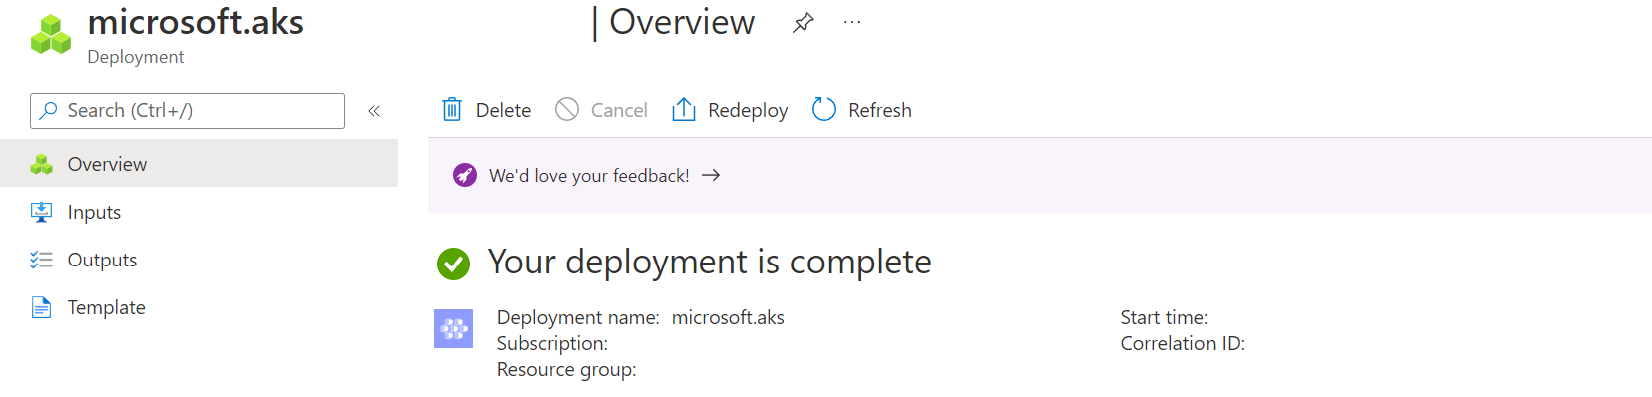 microsoft.aks | Overview ...
Deployment
Search (Ctrl+/)
«
Delete Cancel Redeploy Refresh
Overview
We'd love your feedback! →
Inputs
Your deployment is complete
Outputs
Template
Deployment name: microsoft.aks
Start time:
Subscription:
Correlation ID:
Resource group: